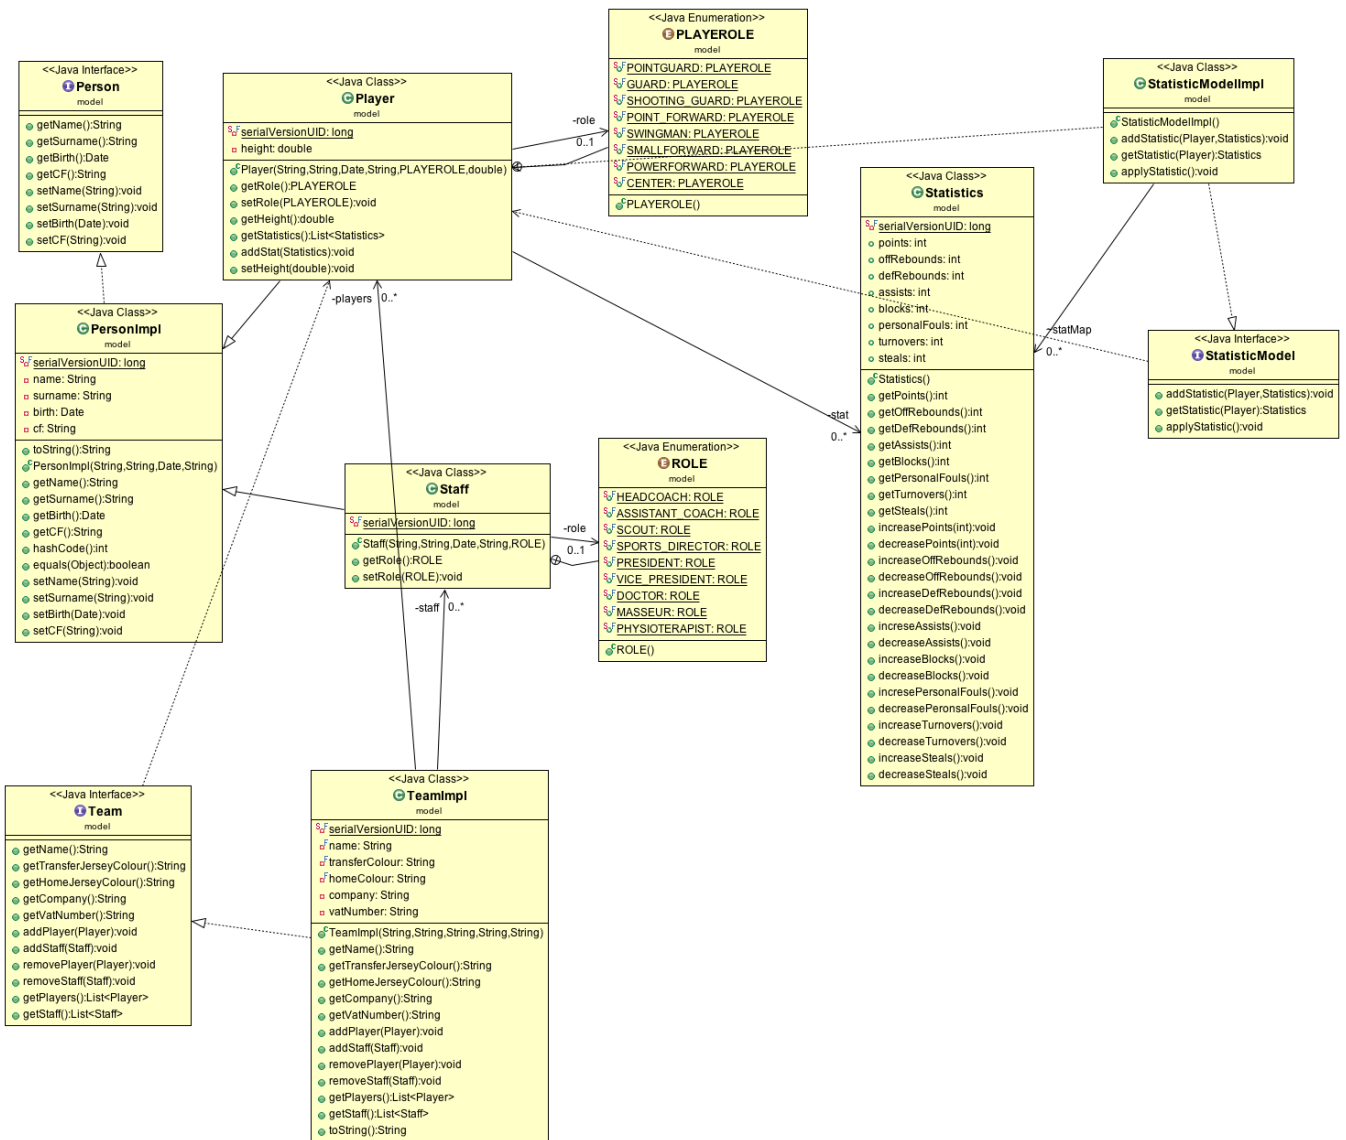 <<Java Interface>>
Person
model
getName():String
getSurname():String
getBirth():Date
getCF():String
setName(String):void
setSurname(String):void
setBirth(Date):void
setCF(String):void
<<Java Class>>
Player
model
serialVersionUID: long
height: double
Player(String,String,Date,String,PLAYEROLE,double)
getRole():PLAYEROLE
setRole(PLAYEROLE):void
getHeight():double
getStatistics():List<Statistics>
addStat(Statistics):void
setHeight(double):void
-role
0..1
<<Java Enumeration>>
PLAYEROLE
model
POINTGUARD: PLAYEROLE
GUARD: PLAYEROLE
SHOOTING_GUARD: PLAYEROLE
POINT_FORWARD: PLAYEROLE
SWINGMAN: PLAYEROLE
SMALLFORWARD: PLAYEROLE
POWERFORWARD: PLAYEROLE
CENTER: PLAYEROLE
PLAYEROLE()
<<Java Class>>
StatisticModelImpl
model
StatisticModelImpl()
addStatistic(Player,Statistics):void
getStatistic(Player):Statistics
applyStatistic():void
<<Java Class>>
Statistics
model
serialVersionUID: long
points: int
offRebounds: int
defRebounds: int
assists: int
blocks: int
personalFouls: int
turnovers: int
steals: int
Statistics()
getPoints():int
getOffRebounds():int
getDefRebounds():int
getAssists():int
getBlocks():int
getPersonalFouls():int
getTurnovers():int
getSteals():int
increasePoints(int):void
decreasePoints(int):void
increaseOffRebounds():void
decreaseOffRebounds():void
increaseDefRebounds():void
decreaseDefRebounds():void
increseAssists():void
decreaseAssists():void
increaseBlocks():void
decreaseBlocks():void
incresePersonalFouls():void
decreasePeronsalFouls():void
increaseTurnovers():void
decreaseTurnovers():void
increaseSteals():void
decreaseSteals():void
~statMap
0..*
<<Java Interface>>
StatisticModel
model
addStatistic(Player,Statistics):void
getStatistic(Player):Statistics
applyStatistic():void
-players
0..*
-stat
0..*
<<Java Class>>
PersonImpl
model
serialVersionUID: long
name: String
surname: String
birth: Date
cf: String
toString():String
PersonImpl(String,String,Date,String)
getName():String
getSurname():String
getBirth():Date
getCF():String
hashCode():int
equals(Object):boolean
setName(String):void
setSurname(String):void
setBirth(Date):void
setCF(String):void
<<Java Class>>
Staff
model
serialVersionUID: long
Staff(String,String,Date,String,ROLE)
getRole():ROLE
setRole(ROLE):void
-role
0..1
<<Java Enumeration>>
ROLE
model
HEADCOACH: ROLE
ASSISTANT_COACH: ROLE
SCOUT: ROLE
SPORTS_DIRECTOR: ROLE
PRESIDENT: ROLE
VICE_PRESIDENT: ROLE
DOCTOR: ROLE
MASSEUR: ROLE
PHYSIOTERAPIST: ROLE
ROLE()
-staff
0..*
<<Java Interface>>
Team
model
getName():String
getTransferJerseyColour():String
getHomeJerseyColour():String
getCompany():String
getVatNumber():String
addPlayer(Player):void
addStaff(Staff):void
removePlayer(Player):void
removeStaff(Staff):void
getPlayers():List<Player>
getStaff():List<Staff>
<<Java Class>>
TeamImpl
model
serialVersionUID: long
name: String
transferColour: String
homeColour: String
company: String
vatNumber: String
TeamImpl(String,String,String,String,String)
getName():String
getTransferJerseyColour():String
getHomeJerseyColour():String
getCompany():String
getVatNumber():String
addPlayer(Player):void
addStaff(Staff):void
removePlayer(Player):void
removeStaff(Staff):void
getPlayers():List<Player>
getStaff():List<Staff>
toString():String